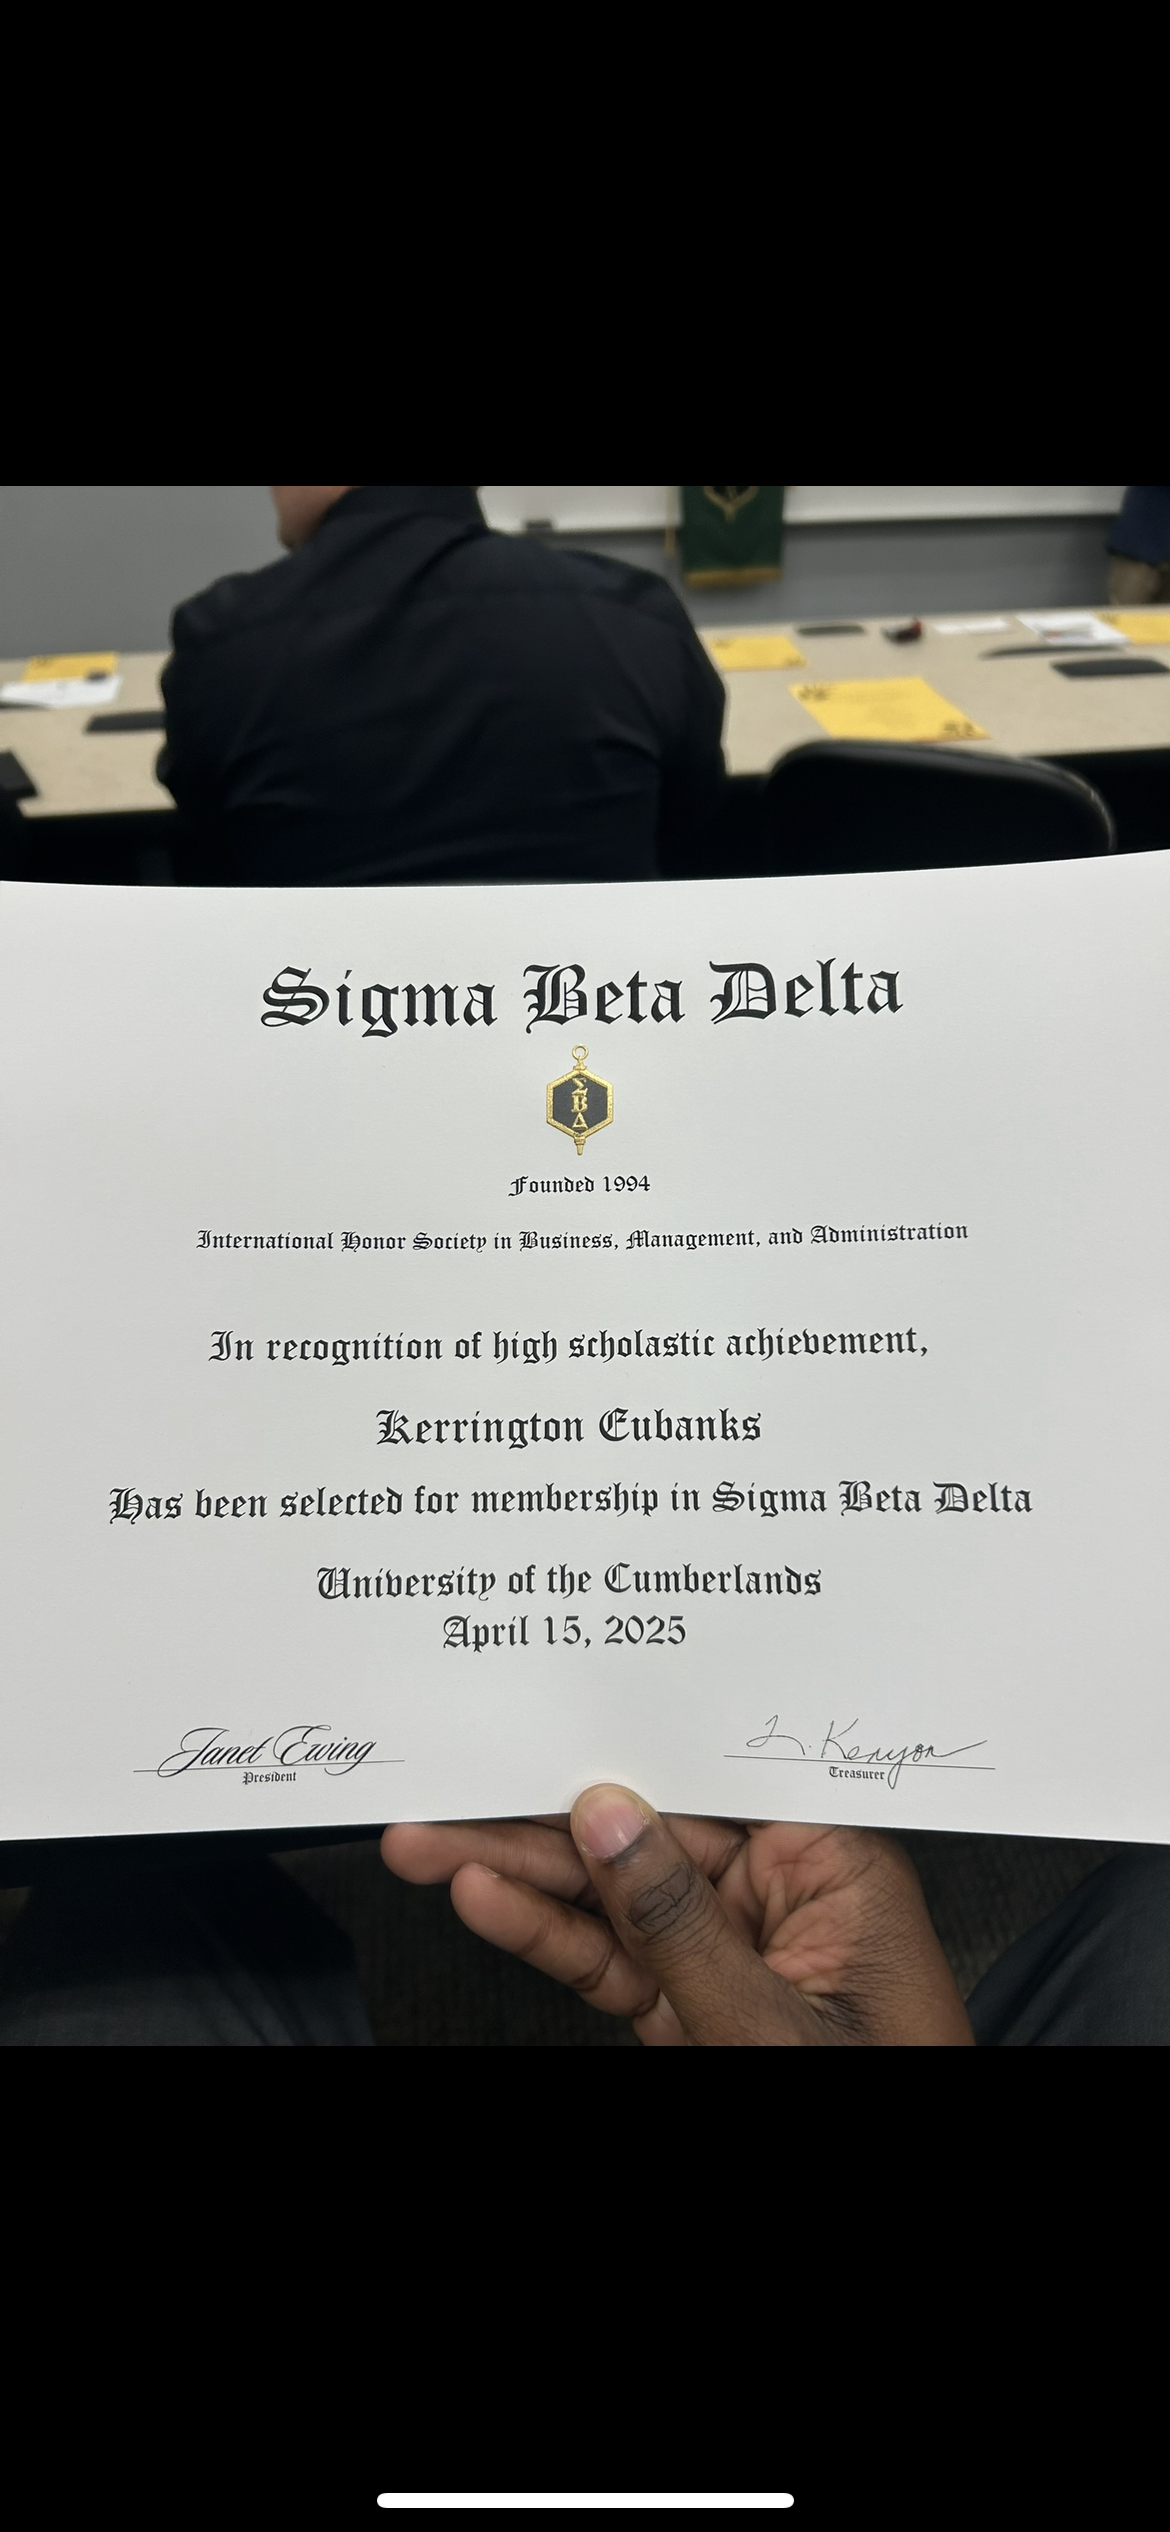 Sigma Beta Delta
Σ
Β
Δ
Founded 1994
International Honor Society in Business, Management, and Administration
In recognition of high scholastic achievement,
Kerrington Eubanks
Has been selected for membership in Sigma Beta Delta
University of the Cumberlands
April 15, 2025
Janet Ewing
President
L. Kenyon
Treasurer